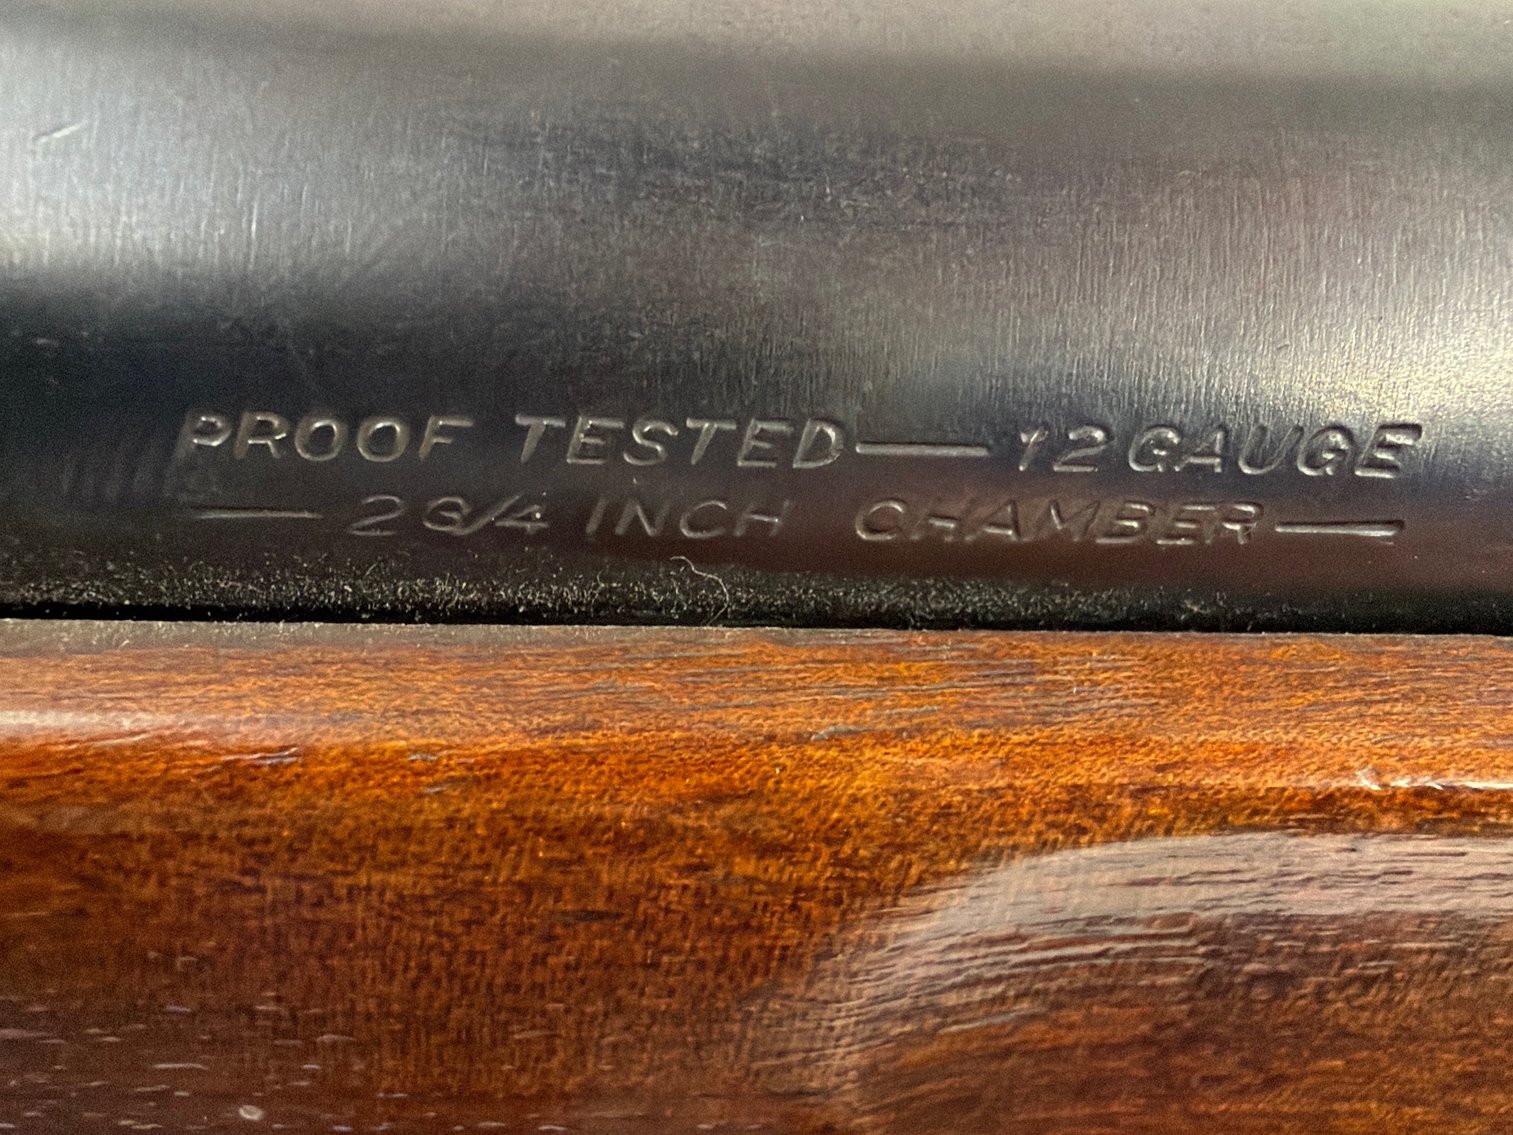 PROOF TESTED—12 GAUGE
—2 3/4 INCH CHAMBER—